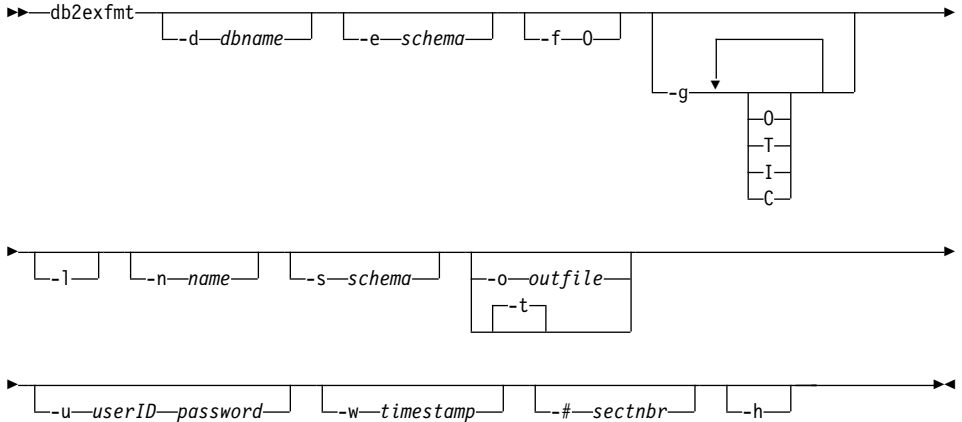 db2exfmt
-d dbname -e schema -f O
-g
O
T
I
C
-l -n name -s schema -o outfile
-t
-u userID password -w timestamp -# sectnbr -h